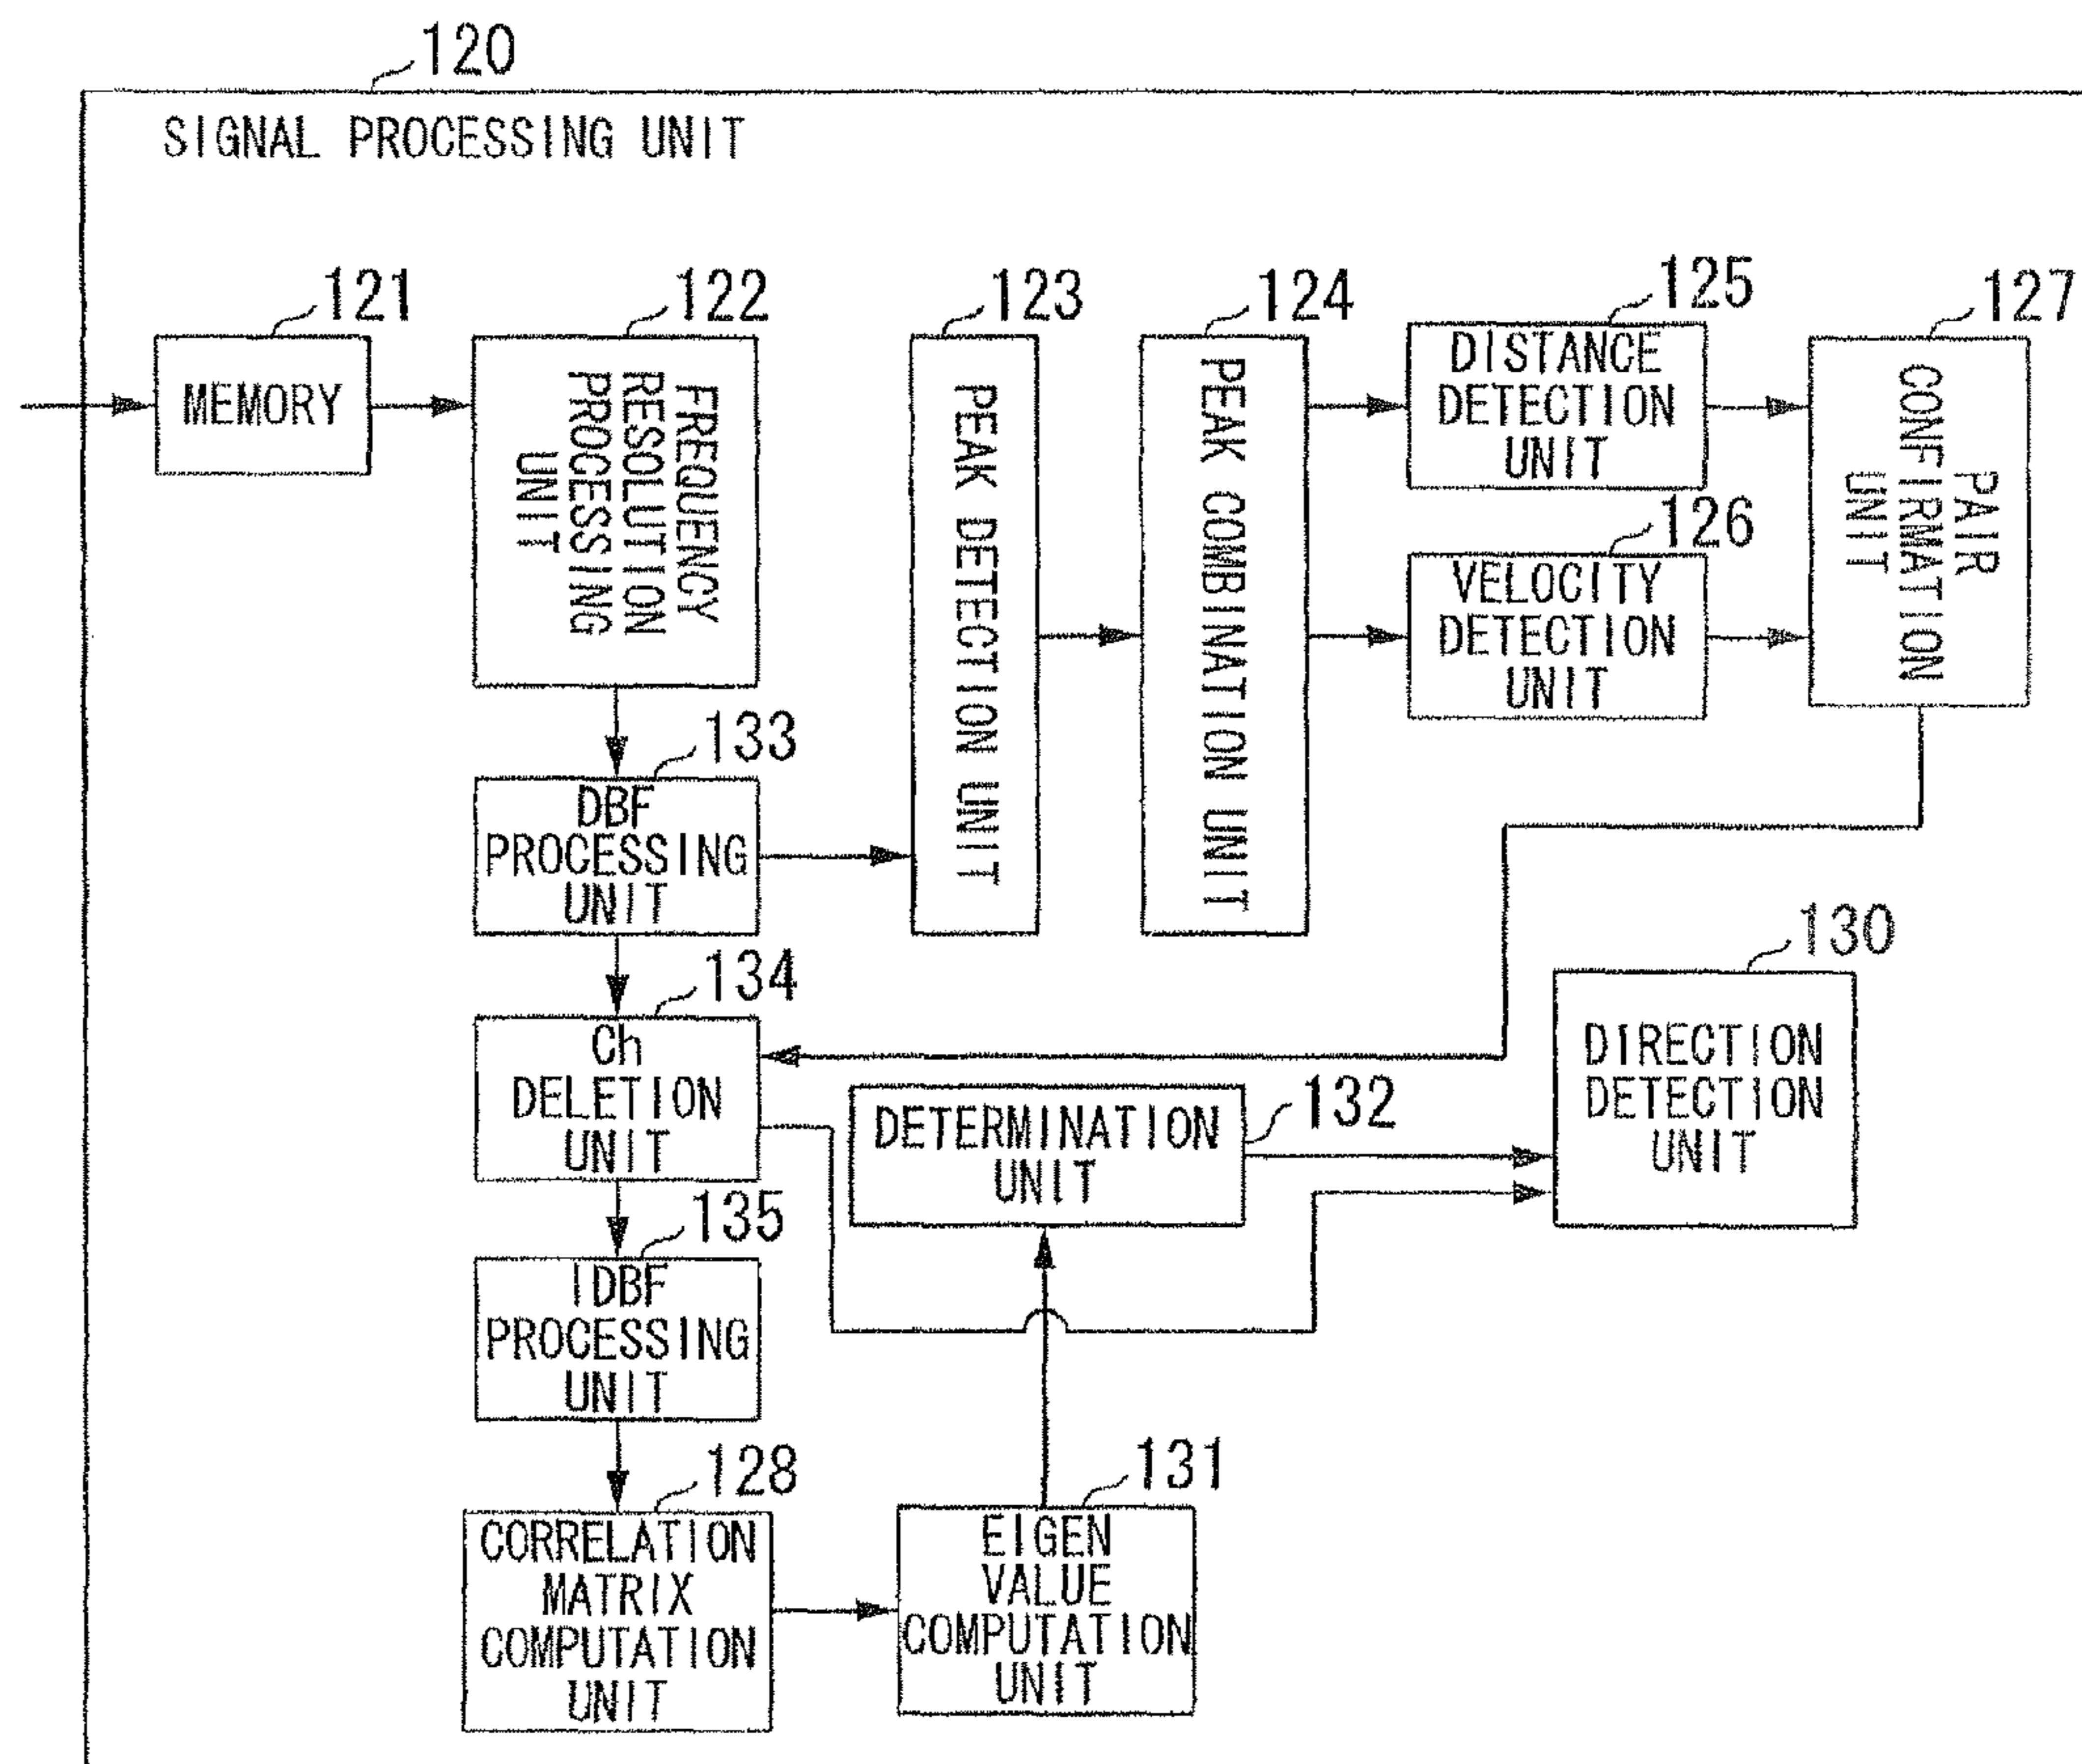 120
SIGNAL PROCESSING UNIT
121
MEMORY
122
FREQUENCY
RESOLUTION
PROCESSING
UNIT
123
PEAK DETECTION UNIT
124
PEAK COMBINATION UNIT
125
DISTANCE
DETECTION
UNIT
126
VELOCITY
DETECTION
UNIT
127
PAIR
CONFIRMATION
UNIT
133
DBF
PROCESSING
UNIT
134
Ch
DELETION
UNIT
130
DIRECTION
DETECTION
UNIT
132
DETERMINATION
UNIT
135
IDBF
PROCESSING
UNIT
128
CORRELATION
MATRIX
COMPUTATION
UNIT
131
EIGEN
VALUE
COMPUTATION
UNIT